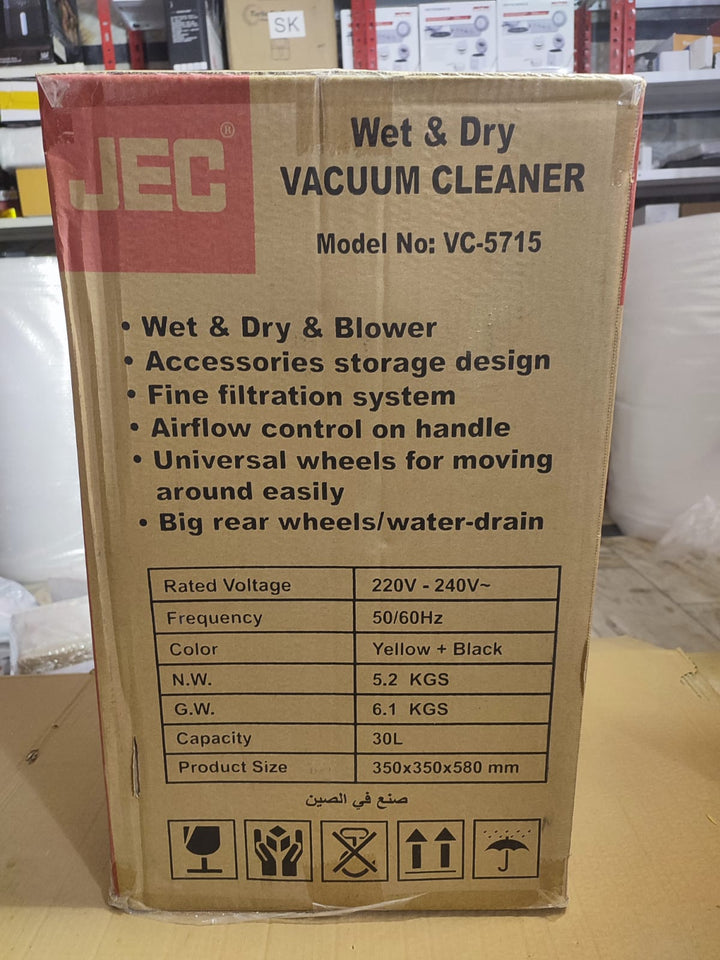 SK
JEC®
Wet & Dry
VACUUM CLEANER
Model No: VC-5715
• Wet & Dry & Blower
• Accessories storage design
• Fine filtration system
• Airflow control on handle
• Universal wheels for moving
around easily
• Big rear wheels/water-drain
Rated Voltage 220V - 240V~
Frequency 50/60Hz
Color Yellow + Black
N.W. 5.2 KGS
G.W. 6.1 KGS
Capacity 30L
Product Size 350x350x580 mm
صنع في الصين